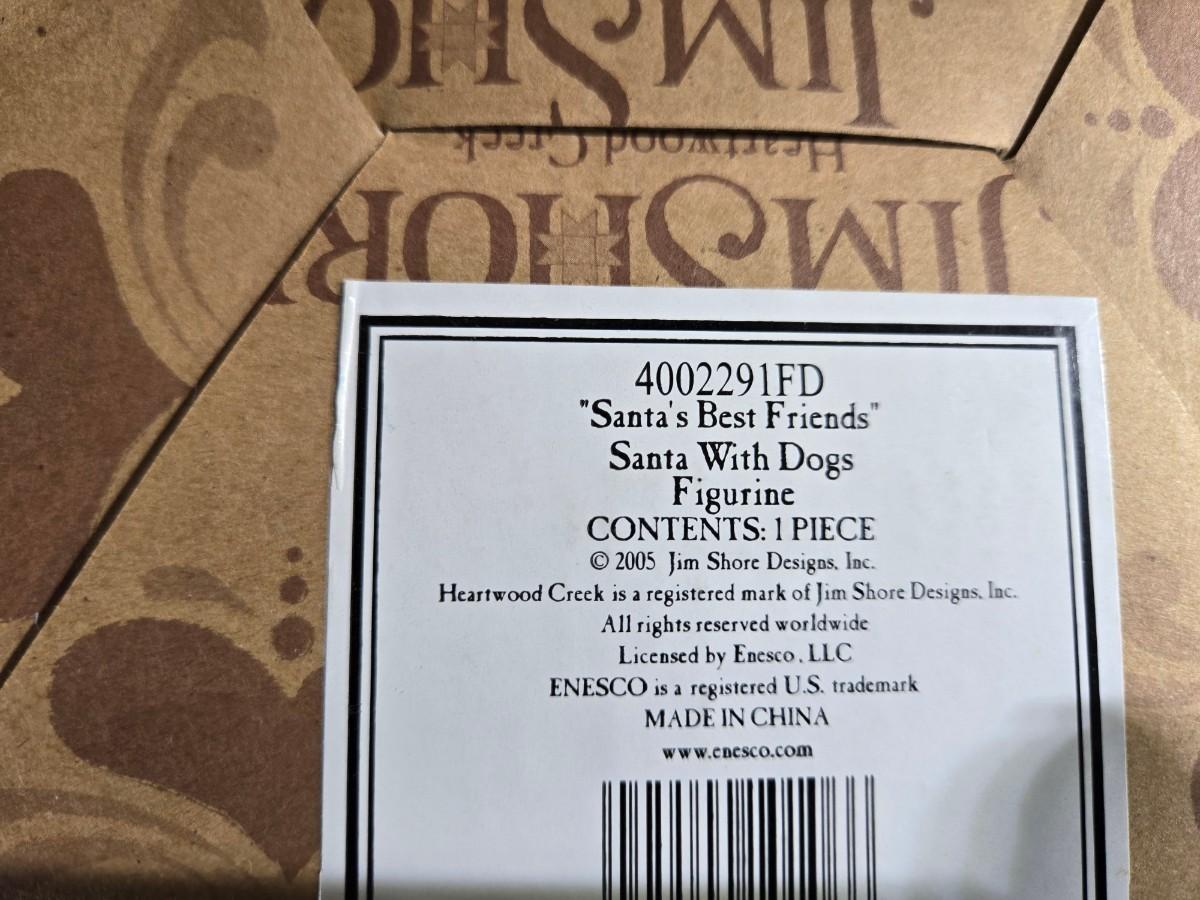 JIM SHO
Heartwood Creek
JIM SHOR
4002291FD
"Santa's Best Friends"
Santa With Dogs
Figurine
CONTENTS: 1 PIECE
© 2005 Jim Shore Designs, Inc.
Heartwood Creek is a registered mark of Jim Shore Designs, Inc.
All rights reserved worldwide
Licensed by Enesco, LLC
ENESCO is a registered U.S. trademark
MADE IN CHINA
www.enesco.com